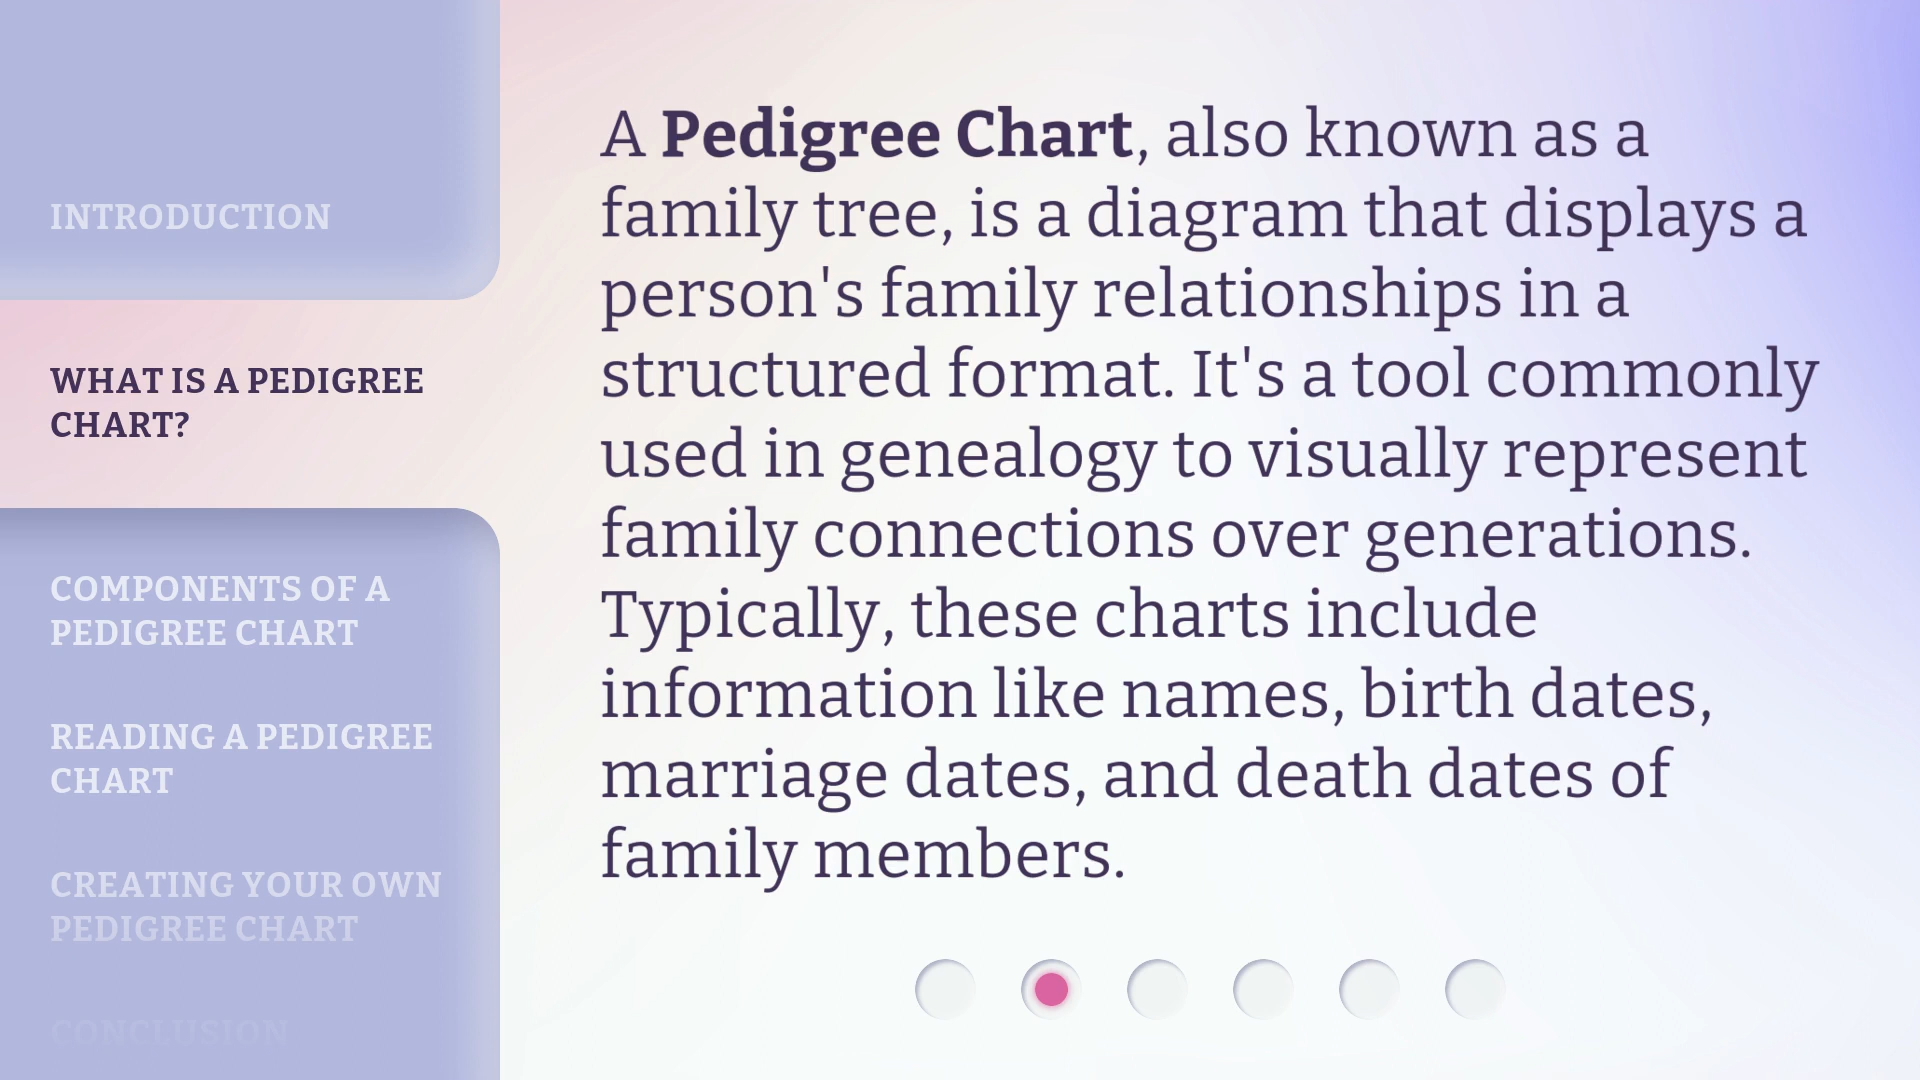 INTRODUCTION
WHAT IS A PEDIGREE
CHART?
COMPONENTS OF A
PEDIGREE CHART
READING A PEDIGREE
CHART
CREATING YOUR OWN
PEDIGREE CHART
CONCLUSION
A Pedigree Chart, also known as a
family tree, is a diagram that displays a
person's family relationships in a
structured format. It's a tool commonly
used in genealogy to visually represent
family connections over generations.
Typically, these charts include
information like names, birth dates,
marriage dates, and death dates of
family members.